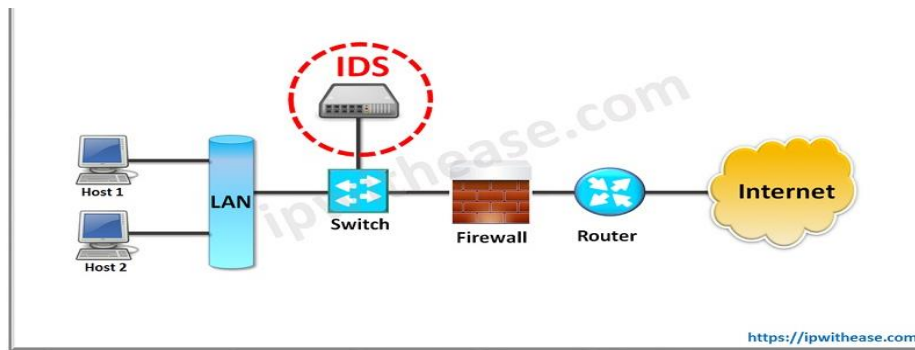 IDS
ipwithease.com
Host 1
LAN
Internet
Switch
Firewall
Router
Host 2
https://ipwithease.com